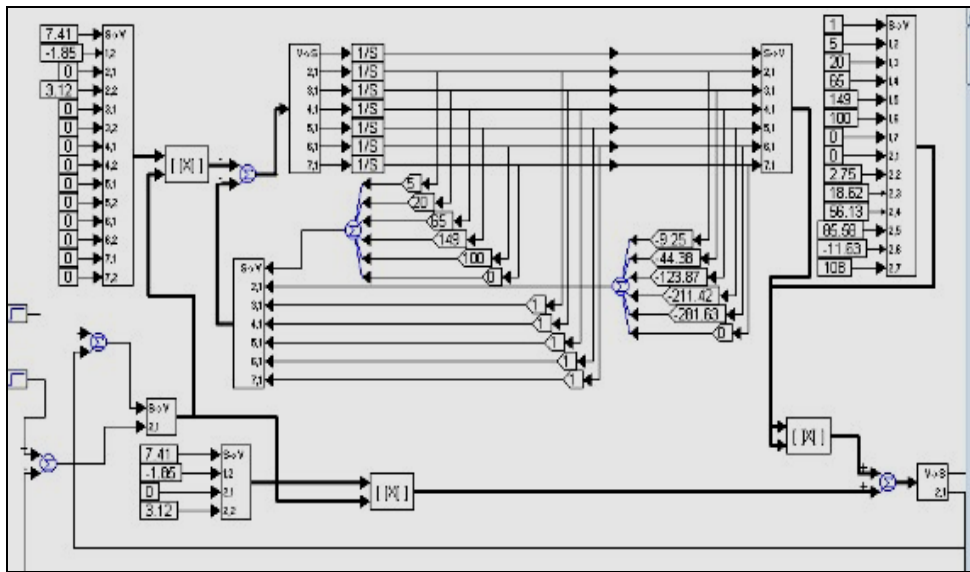 7.41 S->V
-1.85 1,2
0 2,1
3.12 2,2
0 3,1
0 3,2
0 4,1
0 4,2
0 5,1
0 5,2
0 6,1
0 6,2
0 7,1
0 7,2
[ ]X[ ]
Σ
V->S 1/S
2,1 1/S
3,1 1/S
4,1 1/S
5,1 1/S
6,1 1/S
7,1 1/S
S->V
2,1
3,1
4,1
5,1
6,1
7,1
1 S->V
5 1,2
20 1,3
65 1,4
149 1,5
100 1,6
0 1,7
0 2,1
2.75 2,2
18.62 2,3
56.13 2,4
85.58 2,5
-11.63 2,6
108 2,7
Σ
5
20
65
149
100
0
Σ
-9.25
-44.38
-123.87
-211.42
-281.63
0
S->V
2,1
3,1 1
4,1 1
5,1 1
6,1 1
7,1 1
Σ
S->V
2,1
Σ
7.41 S->V
-1.85 1,2
0 2,1
3.12 2,2
[ ]X[ ]
[ ]X[ ]
+
+
Σ
V->S
2,1